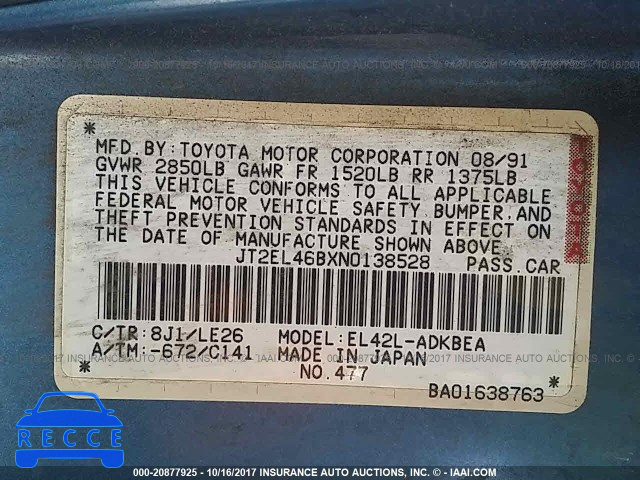 *
MFD.BY:TOYOTA MOTOR CORPORATION 08/91
GVWR 2850LB GAWR FR 1520LB RR 1375LB
THIS VEHICLE CONFORMS TO ALL APPLICABLE
FEDERAL MOTOR VEHICLE SAFETY BUMPER,AND
THEFT PREVENTION STANDARDS IN EFFECT ON
THE DATE OF MANUFACTURE SHOWN ABOVE.
JT2EL46BXN0138528 PASS.CAR
C/TR:8J1/LE26 MODEL:EL42L-ADKBEA
A/TM:-672/C141 MADE IN JAPAN
NO.477
BA01638763
* *
TOYOTA
RECCE
000-20877925 - 10/16/2017 INSURANCE AUTO AUCTIONS, INC. - IAAI.COM